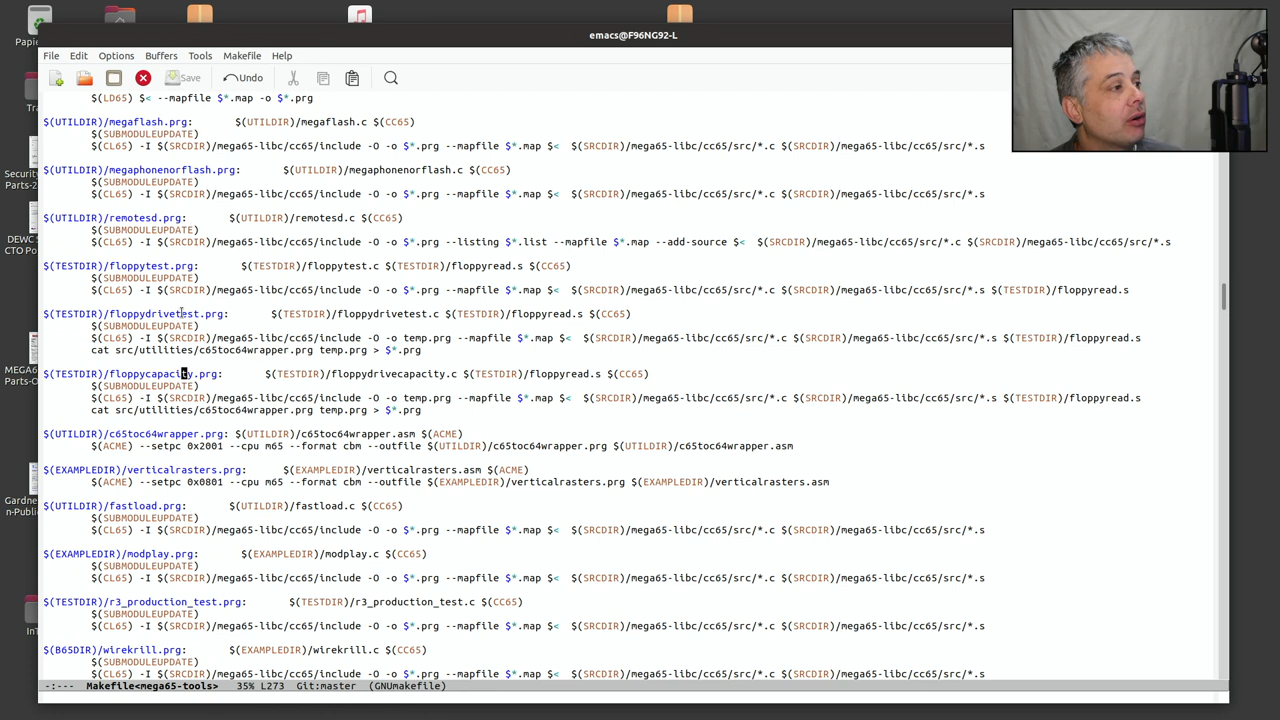 Papie
emacs@F96NG92-L
File Edit Options Buffers Tools Makefile Help
Save Undo
Tra
Security
Parts-2
DEWC S
CTO Po
MEGA6
Parts-O
Gardne
n-Public
InT
$(LD65) $< --mapfile $*.map -o $*.prg
$(UTILDIR)/megaflash.prg: $(UTILDIR)/megaflash.c $(CC65)
$(SUBMODULEUPDATE)
$(CL65) -I $(SRCDIR)/mega65-libc/cc65/include -O -o $*.prg --mapfile $*.map $< $(SRCDIR)/mega65-libc/cc65/src/*.c $(SRCDIR)/mega65-libc/cc65/src/*.s
$(UTILDIR)/megaphonenorflash.prg: $(UTILDIR)/megaphonenorflash.c $(CC65)
$(SUBMODULEUPDATE)
$(CL65) -I $(SRCDIR)/mega65-libc/cc65/include -O -o $*.prg --mapfile $*.map $< $(SRCDIR)/mega65-libc/cc65/src/*.c $(SRCDIR)/mega65-libc/cc65/src/*.s
$(UTILDIR)/remotesd.prg: $(UTILDIR)/remotesd.c $(CC65)
$(SUBMODULEUPDATE)
$(CL65) -I $(SRCDIR)/mega65-libc/cc65/include -O -o $*.prg --listing $*.list --mapfile $*.map --add-source $< $(SRCDIR)/mega65-libc/cc65/src/*.c $(SRCDIR)/mega65-libc/cc65/src/*.s
$(TESTDIR)/floppytest.prg: $(TESTDIR)/floppytest.c $(TESTDIR)/floppyread.s $(CC65)
$(SUBMODULEUPDATE)
$(CL65) -I $(SRCDIR)/mega65-libc/cc65/include -O -o $*.prg --mapfile $*.map $< $(SRCDIR)/mega65-libc/cc65/src/*.c $(SRCDIR)/mega65-libc/cc65/src/*.s $(TESTDIR)/floppyread.s
$(TESTDIR)/floppydrivetest.prg: $(TESTDIR)/floppydrivetest.c $(TESTDIR)/floppyread.s $(CC65)
$(SUBMODULEUPDATE)
$(CL65) -I $(SRCDIR)/mega65-libc/cc65/include -O -o temp.prg --mapfile $*.map $< $(SRCDIR)/mega65-libc/cc65/src/*.c $(SRCDIR)/mega65-libc/cc65/src/*.s $(TESTDIR)/floppyread.s
cat src/utilities/c65toc64wrapper.prg temp.prg > $*.prg
$(TESTDIR)/floppycapacity.prg: $(TESTDIR)/floppydrivecapacity.c $(TESTDIR)/floppyread.s $(CC65)
$(SUBMODULEUPDATE)
$(CL65) -I $(SRCDIR)/mega65-libc/cc65/include -O -o temp.prg --mapfile $*.map $< $(SRCDIR)/mega65-libc/cc65/src/*.c $(SRCDIR)/mega65-libc/cc65/src/*.s $(TESTDIR)/floppyread.s
cat src/utilities/c65toc64wrapper.prg temp.prg > $*.prg
$(UTILDIR)/c65toc64wrapper.prg: $(UTILDIR)/c65toc64wrapper.asm $(ACME)
$(ACME) --setpc 0x2001 --cpu m65 --format cbm --outfile $(UTILDIR)/c65toc64wrapper.prg $(UTILDIR)/c65toc64wrapper.asm
$(EXAMPLEDIR)/verticalrasters.prg: $(EXAMPLEDIR)/verticalrasters.asm $(ACME)
$(ACME) --setpc 0x0801 --cpu m65 --format cbm --outfile $(EXAMPLEDIR)/verticalrasters.prg $(EXAMPLEDIR)/verticalrasters.asm
$(UTILDIR)/fastload.prg: $(UTILDIR)/fastload.c $(CC65)
$(SUBMODULEUPDATE)
$(CL65) -I $(SRCDIR)/mega65-libc/cc65/include -O -o $*.prg --mapfile $*.map $< $(SRCDIR)/mega65-libc/cc65/src/*.c $(SRCDIR)/mega65-libc/cc65/src/*.s
$(EXAMPLEDIR)/modplay.prg: $(EXAMPLEDIR)/modplay.c $(CC65)
$(SUBMODULEUPDATE)
$(CL65) -I $(SRCDIR)/mega65-libc/cc65/include -O -o $*.prg --mapfile $*.map $< $(SRCDIR)/mega65-libc/cc65/src/*.c $(SRCDIR)/mega65-libc/cc65/src/*.s
$(TESTDIR)/r3_production_test.prg: $(TESTDIR)/r3_production_test.c $(CC65)
$(SUBMODULEUPDATE)
$(CL65) -I $(SRCDIR)/mega65-libc/cc65/include -O -o $*.prg --mapfile $*.map $< $(SRCDIR)/mega65-libc/cc65/src/*.c $(SRCDIR)/mega65-libc/cc65/src/*.s
$(B65DIR)/wirekrill.prg: $(EXAMPLEDIR)/wirekrill.c $(CC65)
$(SUBMODULEUPDATE)
$(CL65) -I $(SRCDIR)/mega65-libc/cc65/include -O -o $*.prg --mapfile $*.map $< $(SRCDIR)/mega65-libc/cc65/src/*.c $(SRCDIR)/mega65-libc/cc65/src/*.s
-:--- Makefile<mega65-tools> 35% L273 Git:master (GNUmakefile)